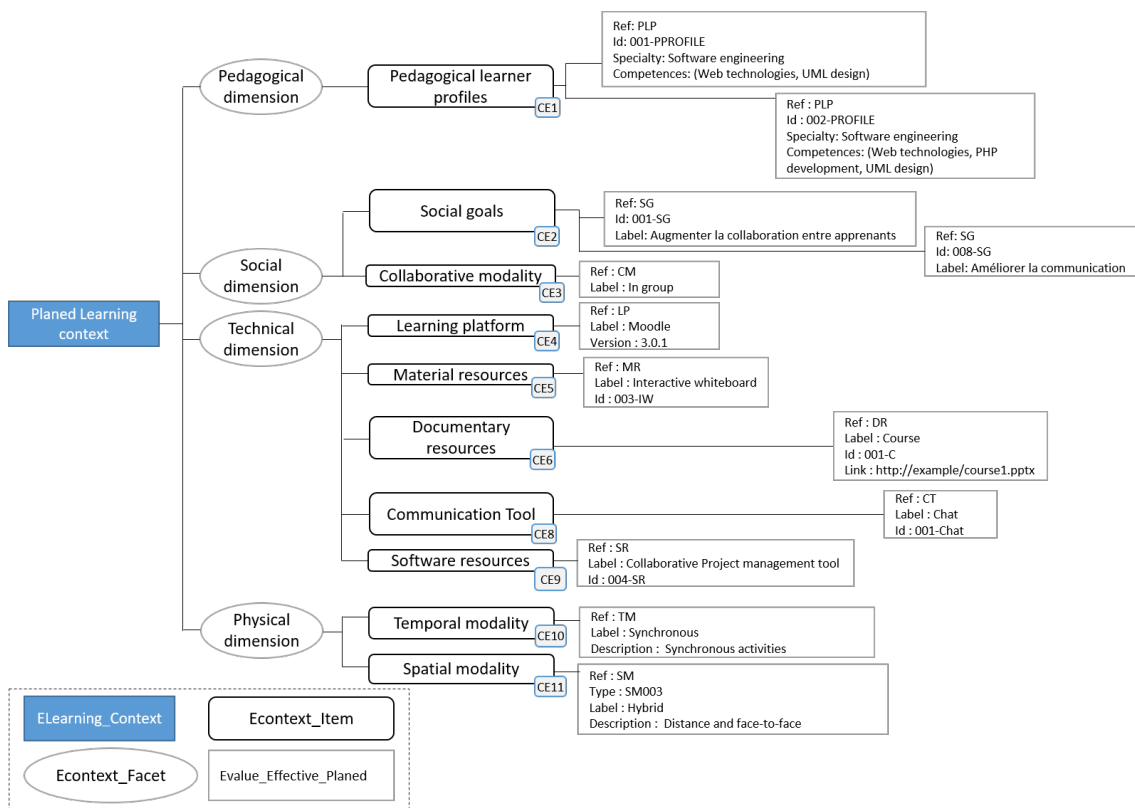 Planed Learning
context
Pedagogical
dimension
Pedagogical learner
profiles
CE1
Ref: PLP
Id: 001-PPROFILE
Specialty: Software engineering
Competences: (Web technologies, UML design)
Ref : PLP
Id : 002-PROFILE
Specialty: Software engineering
Competences: (Web technologies, PHP
development, UML design)
Social
dimension
Social goals
CE2
Ref: SG
Id: 001-SG
Label: Augmenter la collaboration entre apprenants
Ref: SG
Id: 008-SG
Label: Améliorer la communication
Collaborative modality
CE3
Ref : CM
Label : In group
Technical
dimension
Learning platform
CE4
Ref : LP
Label : Moodle
Version : 3.0.1
Material resources
CE5
Ref : MR
Label : Interactive whiteboard
Id : 003-IW
Documentary
resources
CE6
Ref : DR
Label : Course
Id : 001-C
Link : http://example/course1.pptx
Communication Tool
CE8
Ref : CT
Label : Chat
Id : 001-Chat
Software resources
CE9
Ref : SR
Label : Collaborative Project management tool
Id : 004-SR
Physical
dimension
Temporal modality
CE10
Ref : TM
Label : Synchronous
Description :  Synchronous activities
Spatial modality
CE11
Ref : SM
Type : SM003
Label : Hybrid
Description :  Distance and face-to-face
ELearning_Context
Econtext_Item
Econtext_Facet
Evalue_Effective_Planed